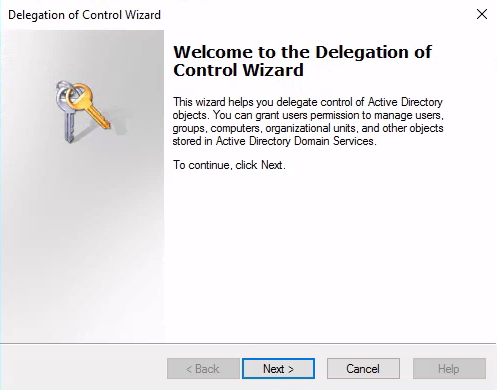 Delegation of Control Wizard
Welcome to the Delegation of
Control Wizard
This wizard helps you delegate control of Active Directory
objects. You can grant users permission to manage users,
groups, computers, organizational units, and other objects
stored in Active Directory Domain Services.
To continue, click Next.
< Back
Next >
Cancel
Help